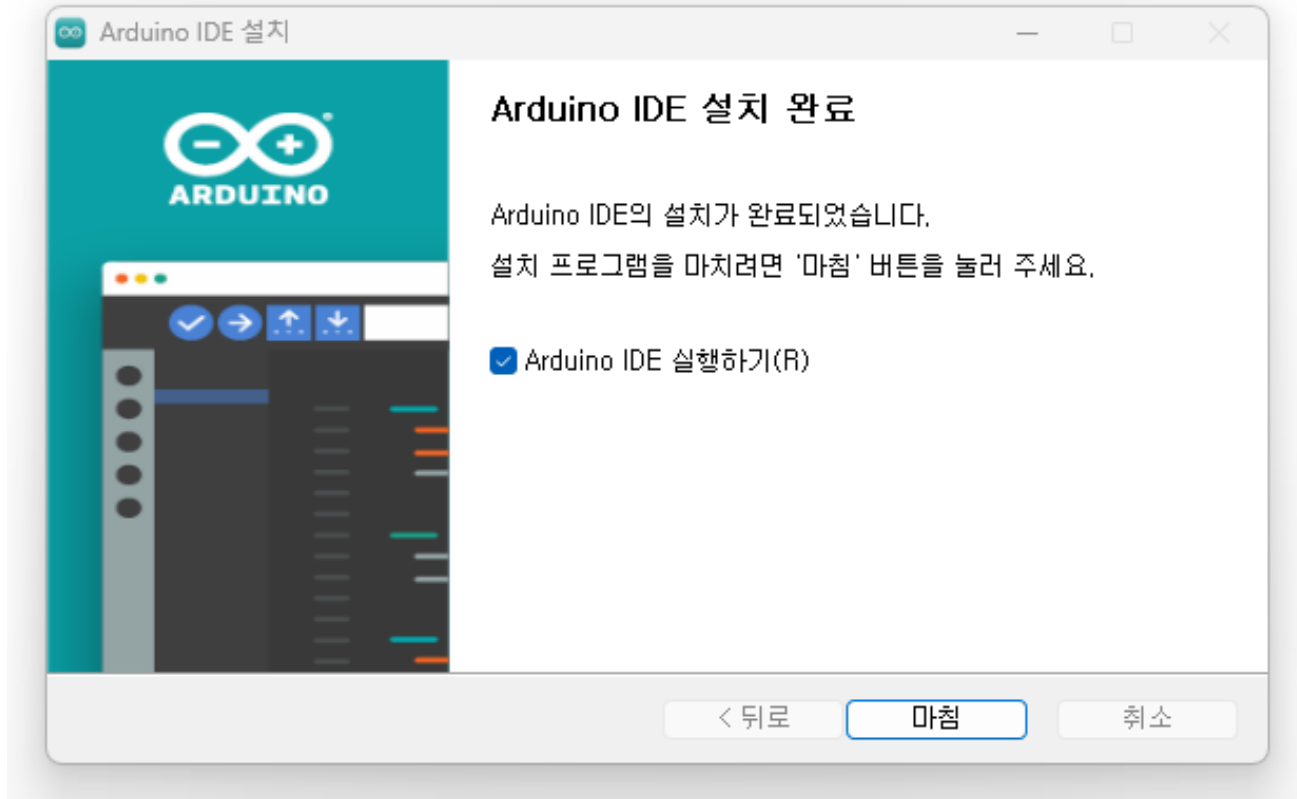 Arduino IDE 설치
ARDUINO
Arduino IDE 설치 완료
Arduino IDE의 설치가 완료되었습니다.
설치 프로그램을 마치려면 '마침' 버튼을 눌러 주세요.
Arduino IDE 실행하기(R)
< 뒤로
마침
취소